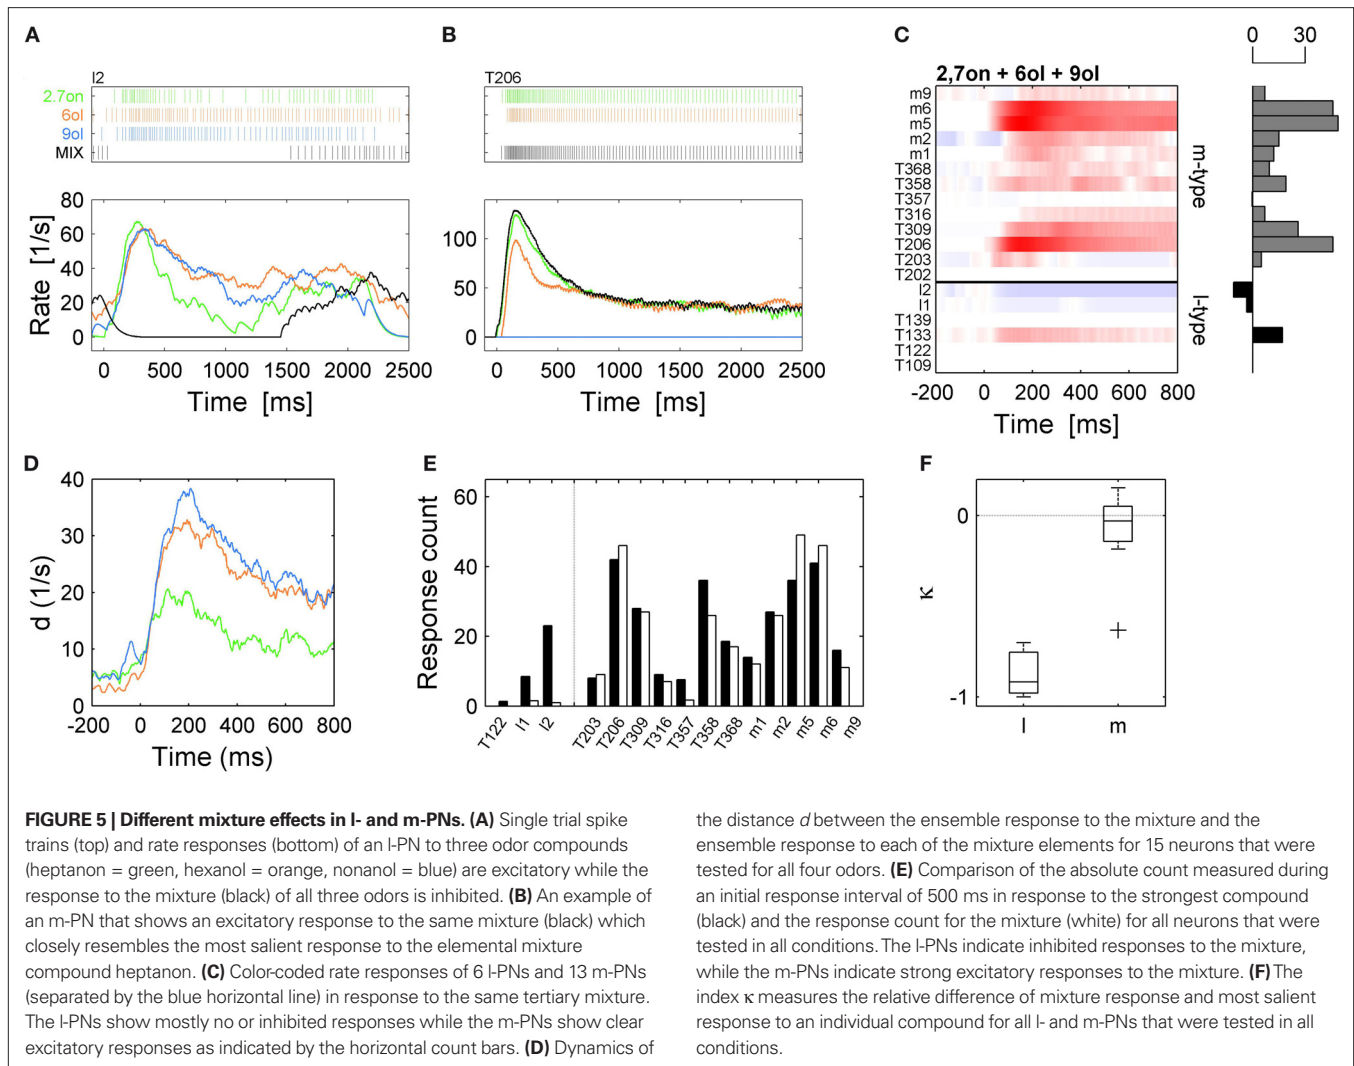 A
B
C
l2
2.7on
6ol
9ol
MIX
80
60
40
20
0
Rate [1/s]
0 500 1000 1500 2000 2500
Time [ms]
T206
100
50
0
0 500 1000 1500 2000 2500
Time [ms]
2,7on + 6ol + 9ol
m9
m6
m5
m2
m1
T368
T358
T357
T316
T309
T206
T203
T202
l2
l1
T139
T133
T122
T109
-200 0 200 400 600 800
Time [ms]
m-type
l-type
0 30
D
E
F
40
30
20
10
0
d (1/s)
-200 0 200 400 600 800
Time (ms)
60
40
20
0
Response count
T122 l1 l2 T203 T206 T309 T316 T357 T358 T368 m1 m2 m5 m6 m9
0
-1
κ
l m
FIGURE 5 | Different mixture effects in l- and m-PNs. (A) Single trial spike
trains (top) and rate responses (bottom) of an l-PN to three odor compounds
(heptanon = green, hexanol = orange, nonanol = blue) are excitatory while the
response to the mixture (black) of all three odors is inhibited. (B) An example of
an m-PN that shows an excitatory response to the same mixture (black) which
closely resembles the most salient response to the elemental mixture
compound heptanon. (C) Color-coded rate responses of 6 l-PNs and 13 m-PNs
(separated by the blue horizontal line) in response to the same tertiary mixture.
The l-PNs show mostly no or inhibited responses while the m-PNs show clear
excitatory responses as indicated by the horizontal count bars. (D) Dynamics of
the distance d between the ensemble response to the mixture and the
ensemble response to each of the mixture elements for 15 neurons that were
tested for all four odors. (E) Comparison of the absolute count measured during
an initial response interval of 500 ms in response to the strongest compound
(black) and the response count for the mixture (white) for all neurons that were
tested in all conditions. The l-PNs indicate inhibited responses to the mixture,
while the m-PNs indicate strong excitatory responses to the mixture. (F) The
index κ measures the relative difference of mixture response and most salient
response to an individual compound for all l- and m-PNs that were tested in all
conditions.